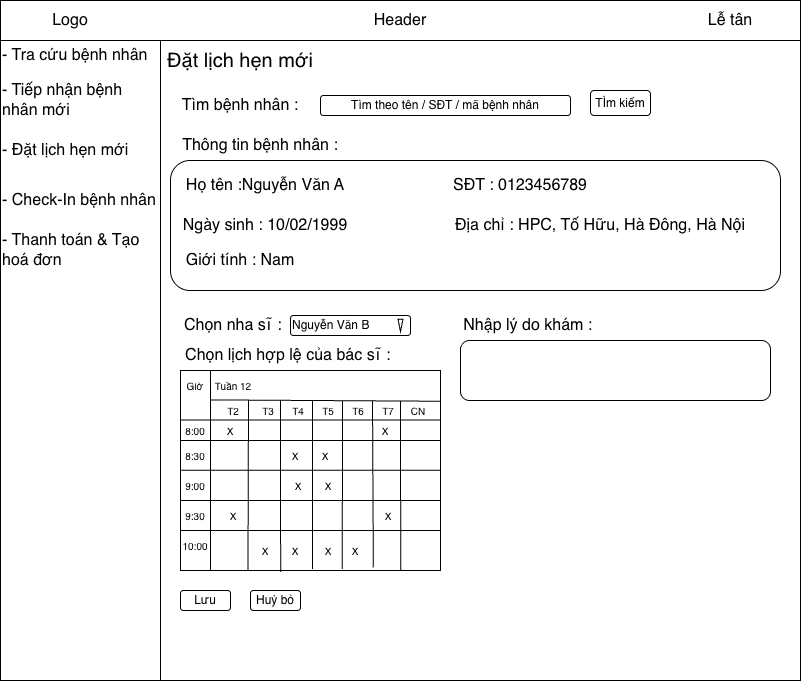 Logo Header Lễ tân
- Tra cứu bệnh nhân
- Tiếp nhận bệnh
nhân mới
- Đặt lịch hẹn mới
- Check-In bệnh nhân
- Thanh toán & Tạo
hoá đơn
Đặt lịch hẹn mới
Tìm bệnh nhân : Tìm theo tên / SĐT / mã bệnh nhân TÌm kiếm
Thông tin bệnh nhân :
Họ tên :Nguyễn Văn A SĐT : 0123456789
Ngày sinh : 10/02/1999 Địa chỉ : HPC, Tố Hữu, Hà Đông, Hà Nội
Giới tính : Nam
Chọn nha sĩ : Nguyễn Văn B Nhập lý do khám :
Chọn lịch hợp lệ của bác sĩ :
Giờ Tuần 12
T2 T3 T4 T5 T6 T7 CN
8:00 X X
8:30 X X
9:00 X X
9:30 X X
10:00 X X X X
Lưu Huỷ bỏ